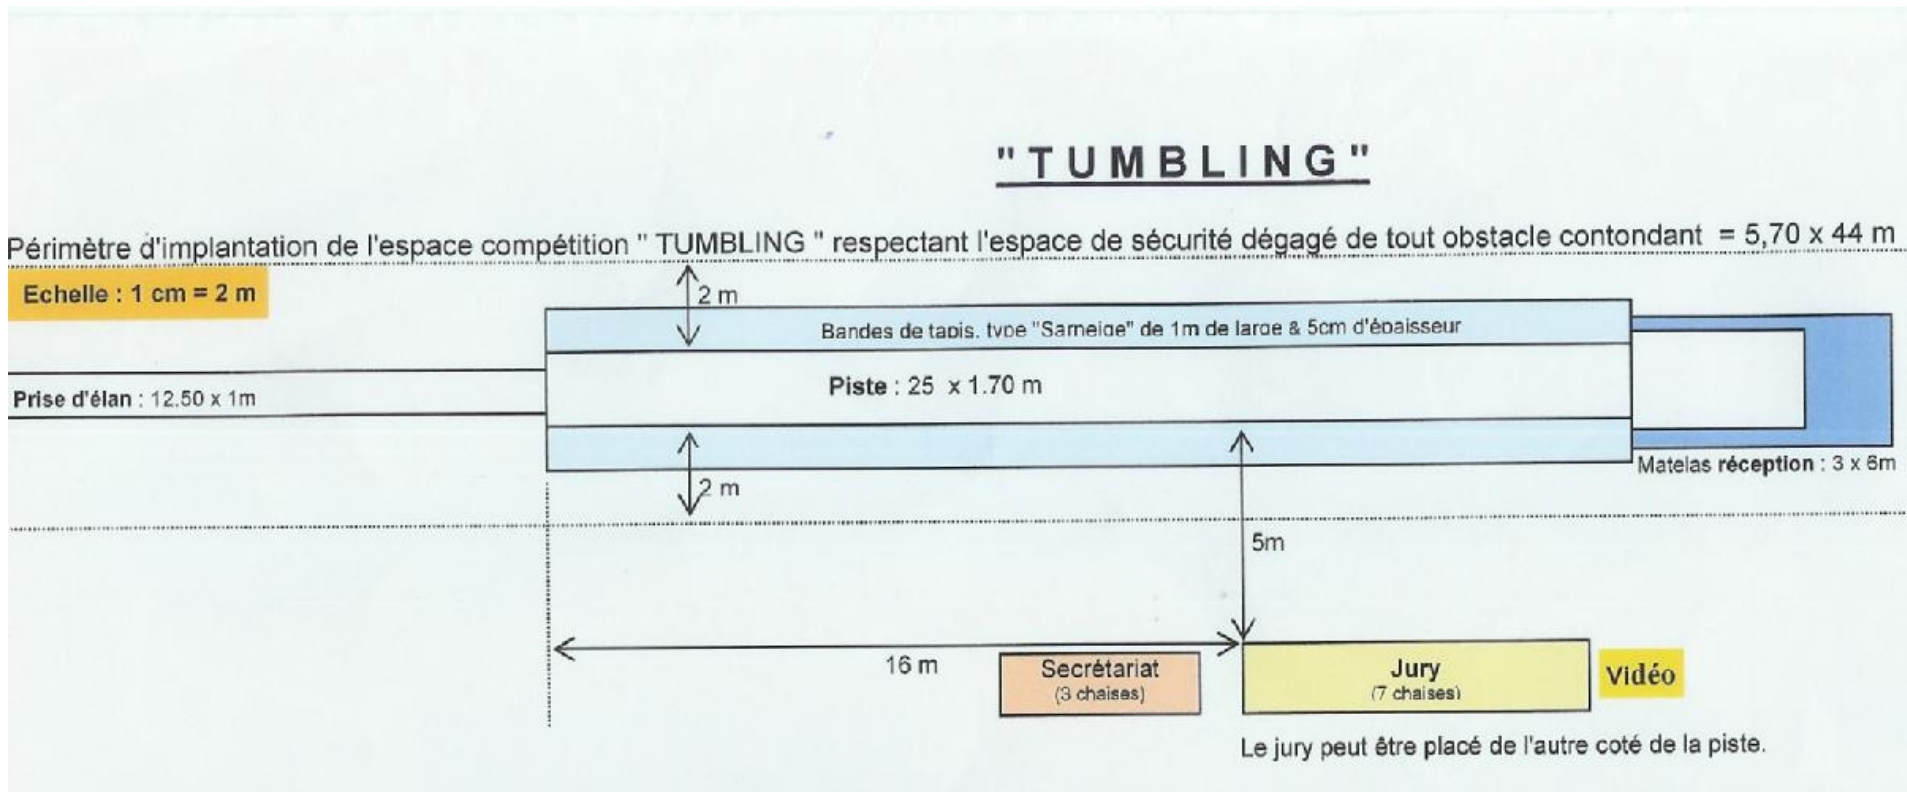 "TUMBLING"
Périmètre d'implantation de l'espace compétition " TUMBLING " respectant l'espace de sécurité dégagé de tout obstacle contondant = 5,70 x 44 m
Echelle : 1 cm = 2 m
2 m
Bandes de tapis, type "Sarneige" de 1m de large & 5cm d'épaisseur
Piste : 25 x 1.70 m
Prise d'élan : 12.50 x 1m
Matelas réception : 3 x 6m
2 m
5m
16 m
Secrétariat
(3 chaises)
Jury
(7 chaises)
Vidéo
Le jury peut être placé de l'autre coté de la piste.